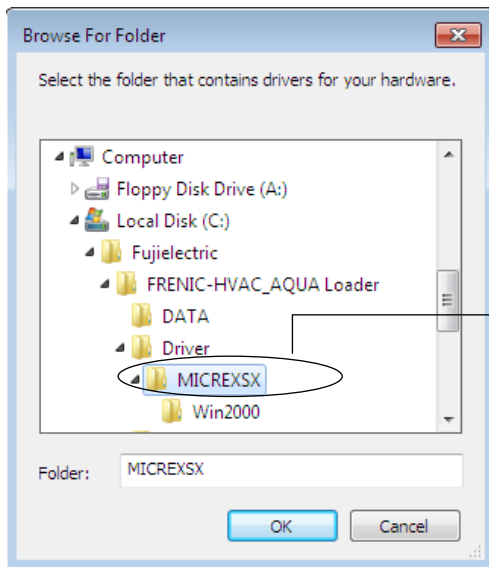 Browse For Folder
Select the folder that contains drivers for your hardware.
Computer
Floppy Disk Drive (A:)
Local Disk (C:)
Fujielectric
FRENIC-HVAC_AQUA Loader
DATA
Driver
MICREXSX
Win2000
Folder: MICREXSX
OK Cancel